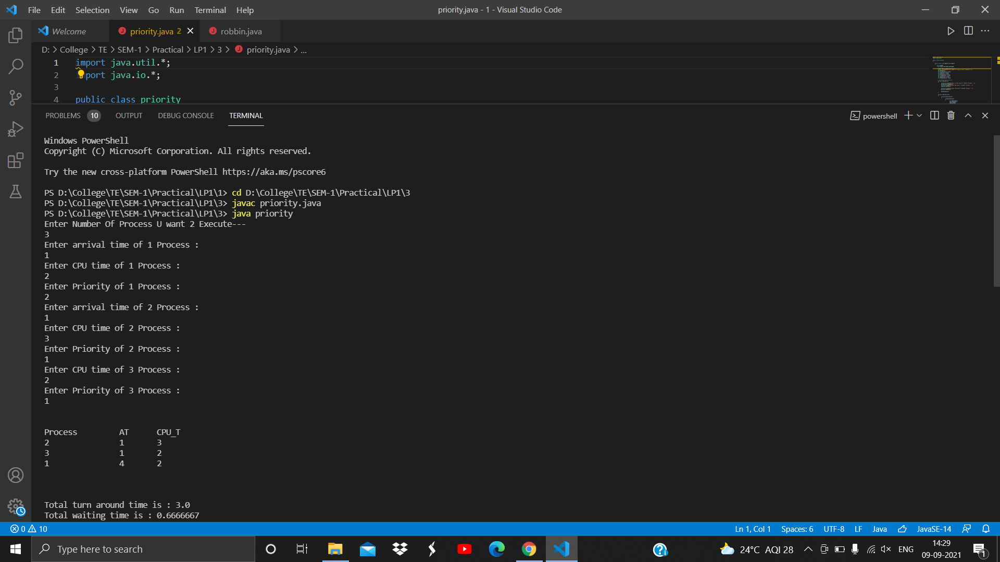 File Edit Selection View Go Run Terminal Help
priority.java - 1 - Visual Studio Code
Welcome
priority.java 2
robbin.java
D: > College > TE > SEM-1 > Practical > LP1 > 3 > priority.java > ...
1 import java.util.*;
2 import java.io.*;
3
4 public class priority
PROBLEMS 10 OUTPUT DEBUG CONSOLE TERMINAL
powershell
Windows PowerShell
Copyright (C) Microsoft Corporation. All rights reserved.
Try the new cross-platform PowerShell https://aka.ms/pscore6
PS D:\College\TE\SEM-1\Practical\LP1\1> cd D:\College\TE\SEM-1\Practical\LP1\3
PS D:\College\TE\SEM-1\Practical\LP1\3> javac priority.java
PS D:\College\TE\SEM-1\Practical\LP1\3> java priority
Enter Number Of Process U want 2 Execute---
3
Enter arrival time of 1 Process :
1
Enter CPU time of 1 Process :
2
Enter Priority of 1 Process :
2
Enter arrival time of 2 Process :
1
Enter CPU time of 2 Process :
3
Enter Priority of 2 Process :
1
Enter CPU time of 3 Process :
2
Enter Priority of 3 Process :
1
Process AT CPU_T
2 1 3
3 1 2
1 4 2
Total turn around time is : 3.0
Total waiting time is : 0.6666667
0 10
Ln 1, Col 1 Spaces: 6 UTF-8 LF Java JavaSE-14
Type here to search
24°C AQI 28
ENG
14:29
09-09-2021
1